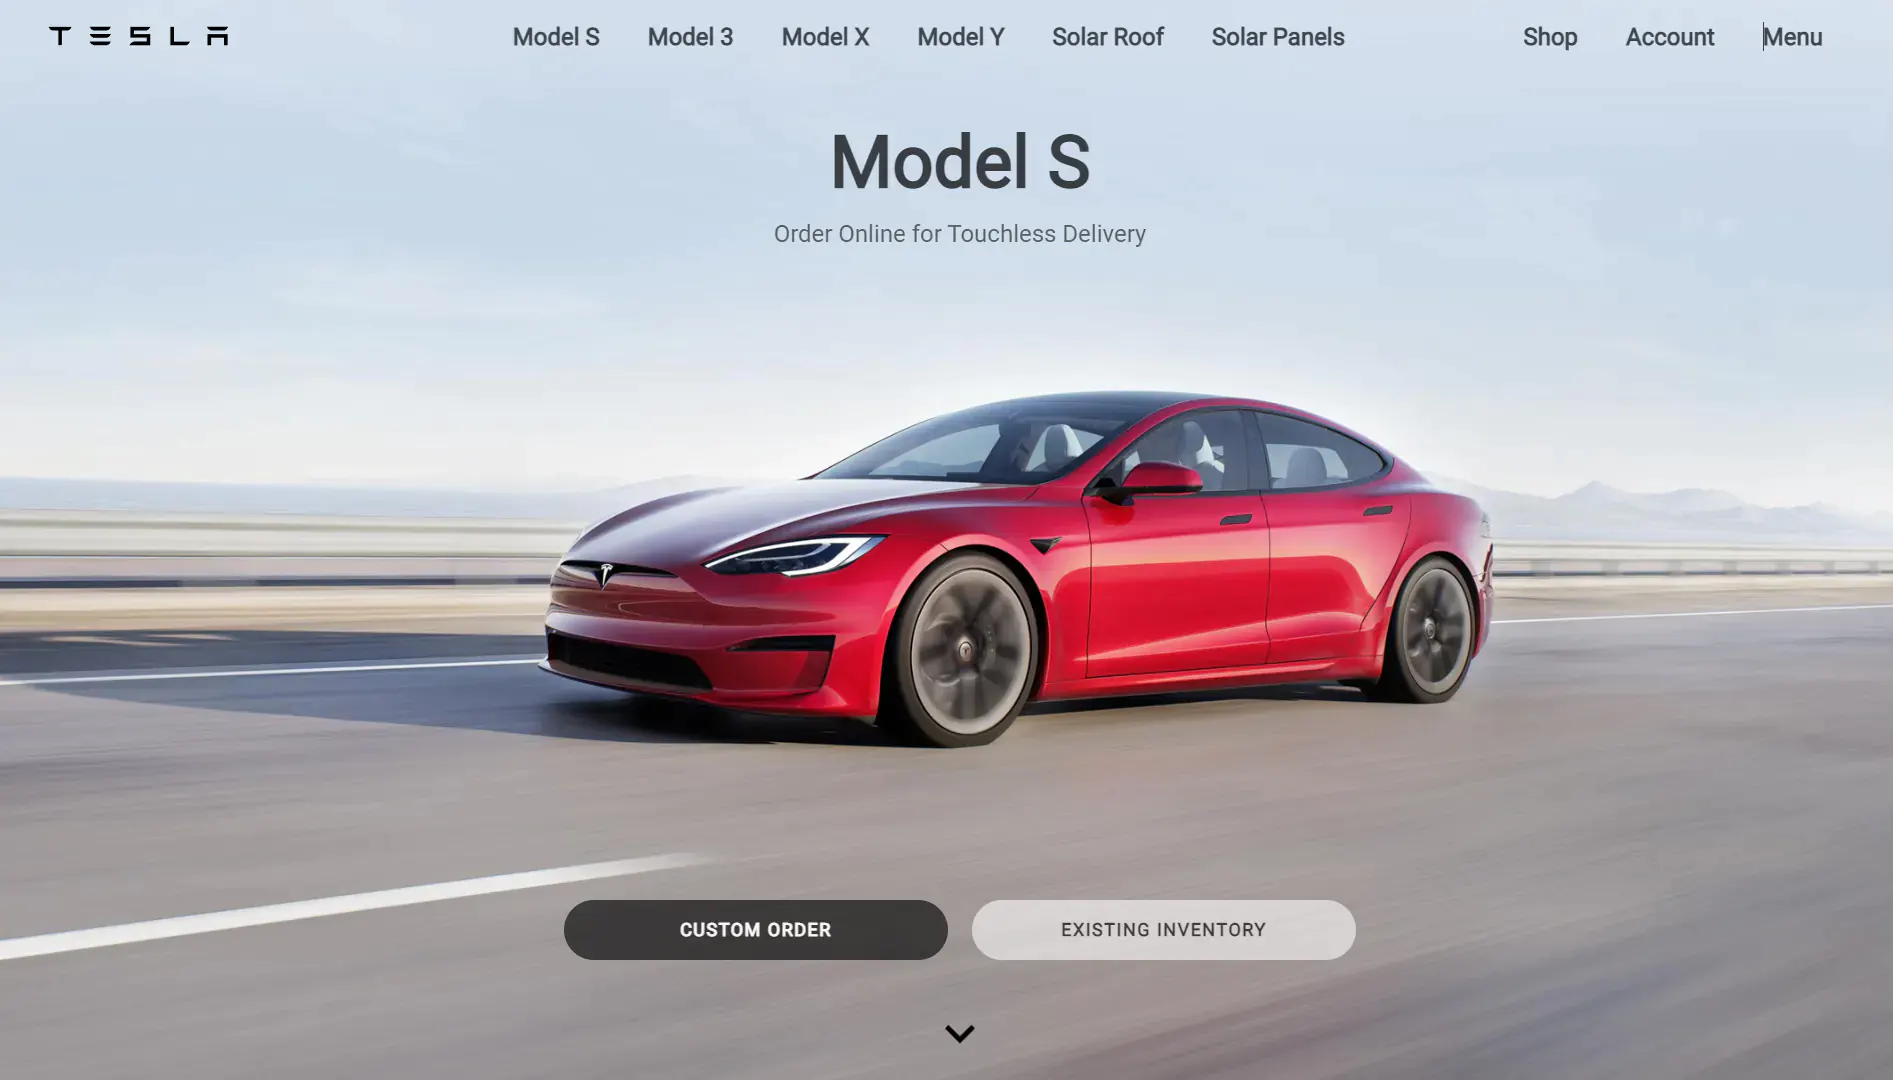 TESLA
Model S
Model 3
Model X
Model Y
Solar Roof
Solar Panels
Shop
Account
Menu
Model S
Order Online for Touchless Delivery
CUSTOM ORDER
EXISTING INVENTORY